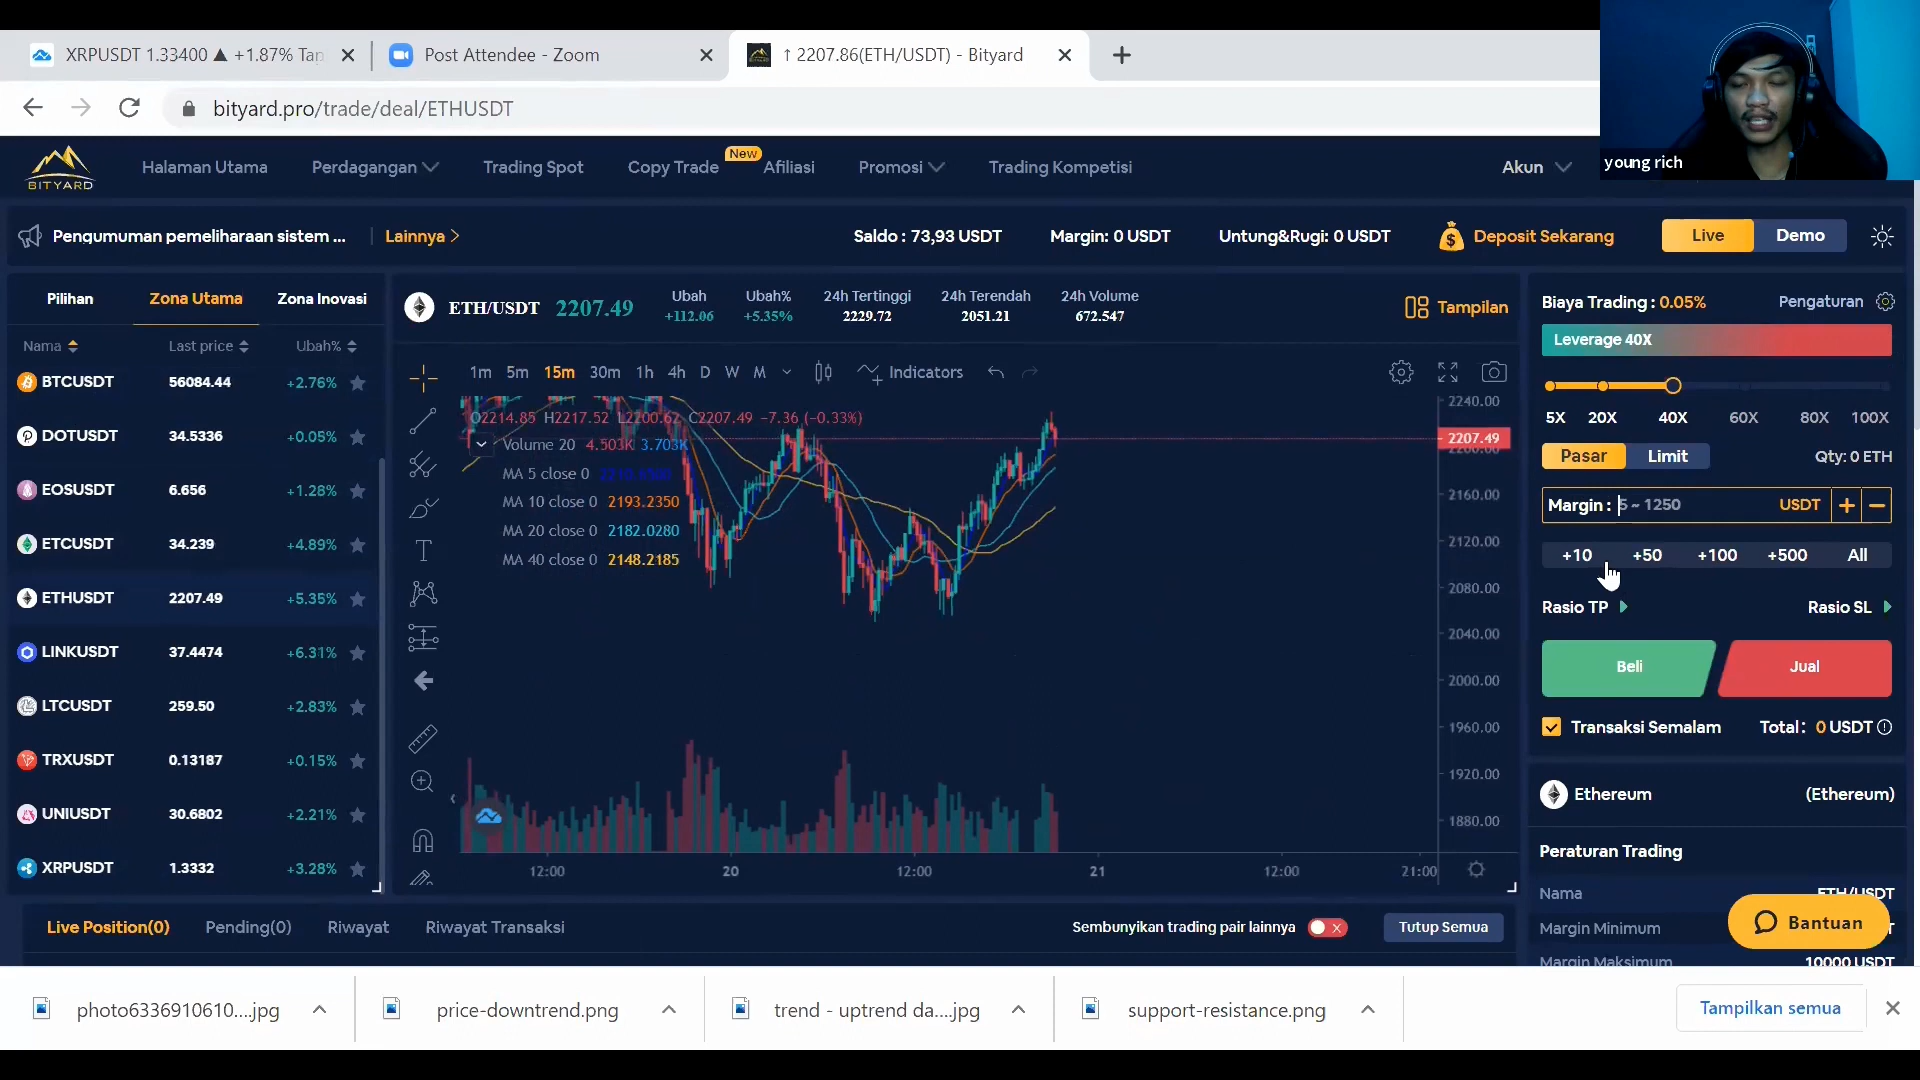 XRPUSDT 1.33400 ▲ +1.87% Tan
Post Attendee - Zoom
↑ 2207.86(ETH/USDT) - Bityard
bityard.pro/trade/deal/ETHUSDT
young rich
BITYARD
Halaman Utama
Perdagangan
Trading Spot
Copy Trade
New
Afiliasi
Promosi
Trading Kompetisi
Akun
Pengumuman pemeliharaan sistem ...
Lainnya >
Saldo : 73,93 USDT
Margin: 0 USDT
Untung&Rugi: 0 USDT
Deposit Sekarang
Live
Demo
Pilihan
Zona Utama
Zona Inovasi
Nama
Last price
Ubah%
BTCUSDT 56084.44 +2.76%
DOTUSDT 34.5336 +0.05%
EOSUSDT 6.656 +1.28%
ETCUSDT 34.239 +4.89%
ETHUSDT 2207.49 +5.35%
LINKUSDT 37.4474 +6.31%
LTCUSDT 259.50 +2.83%
TRXUSDT 0.13187 +0.15%
UNIUSDT 30.6802 +2.21%
XRPUSDT 1.3332 +3.28%
ETH/USDT 2207.49
Ubah
+112.06
Ubah%
+5.35%
24h Tertinggi
2229.72
24h Terendah
2051.21
24h Volume
672.547
Tampilan
1m 5m 15m 30m 1h 4h D W M
Indicators
O2214.85 H2217.52 L2200.62 C2207.49 −7.36 (−0.33%)
Volume 20 4.503K 3.703K
MA 5 close 0
MA 10 close 0 2193.2350
MA 20 close 0 2182.0280
MA 40 close 0 2148.2185
2240.00
2207.49
2200.00
2160.00
2120.00
2080.00
2040.00
2000.00
1960.00
1920.00
1880.00
12:00 20 12:00 21 12:00 21:00
Biaya Trading : 0.05%
Pengaturan
Leverage 40X
5X 20X 40X 60X 80X 100X
Pasar
Limit
Qty: 0 ETH
Margin : 5 ~ 1250 USDT + −
+10 +50 +100 +500 All
Rasio TP
Rasio SL
Beli
Jual
Transaksi Semalam
Total: 0 USDT
Ethereum
(Ethereum)
Peraturan Trading
Nama ETH/USDT
Margin Minimum
Margin Maksimum 10000 USDT
Bantuan
Live Position(0)
Pending(0)
Riwayat
Riwayat Transaksi
Sembunyikan trading pair lainnya
Tutup Semua
photo6336910610....jpg
price-downtrend.png
trend - uptrend da....jpg
support-resistance.png
Tampilkan semua